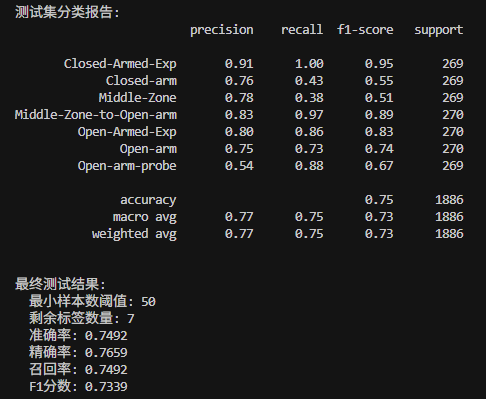 测试集分类报告:
precision recall f1-score support
Closed-Armed-Exp 0.91 1.00 0.95 269
Closed-arm 0.76 0.43 0.55 269
Middle-Zone 0.78 0.38 0.51 269
Middle-Zone-to-Open-arm 0.83 0.97 0.89 270
Open-Armed-Exp 0.80 0.86 0.83 270
Open-arm 0.75 0.73 0.74 270
Open-arm-probe 0.54 0.88 0.67 269
accuracy 0.75 1886
macro avg 0.77 0.75 0.73 1886
weighted avg 0.77 0.75 0.73 1886
最终测试结果:
最小样本数阈值: 50
剩余标签数量: 7
准确率: 0.7492
精确率: 0.7659
召回率: 0.7492
F1分数: 0.7339